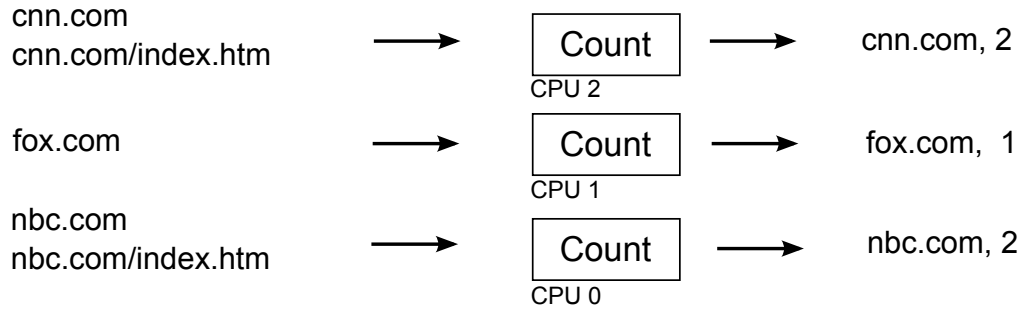 cnn.com
cnn.com/index.htm
Count
CPU 2
cnn.com, 2
fox.com
Count
CPU 1
fox.com, 1
nbc.com
nbc.com/index.htm
Count
CPU 0
nbc.com, 2